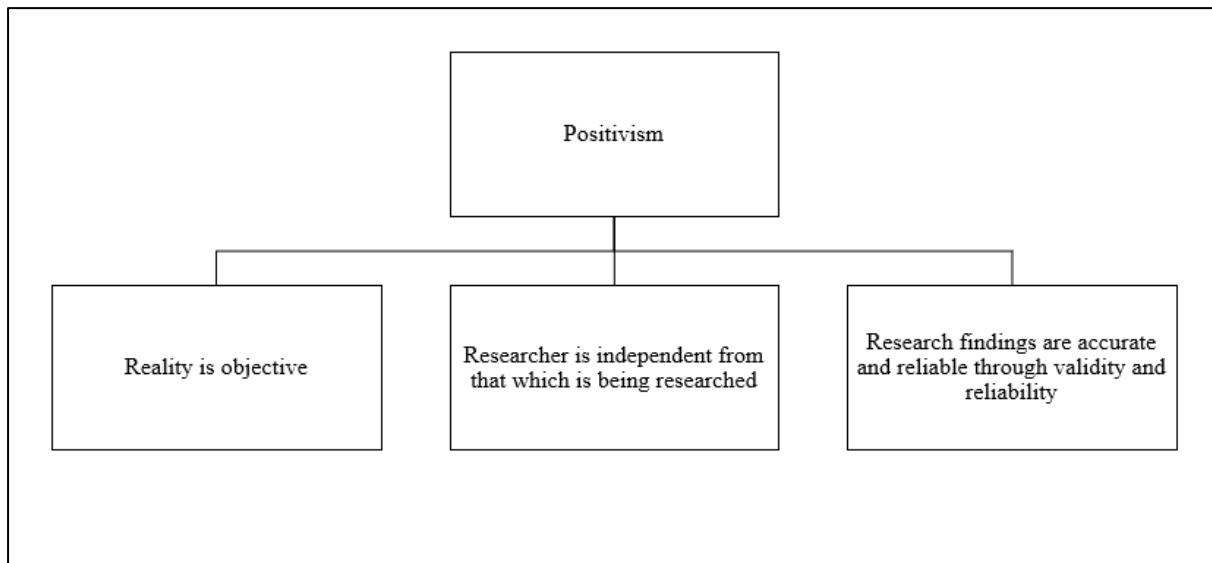 Positivism
Reality is objective
Researcher is independent from
that which is being researched
Research findings are accurate
and reliable through validity and
reliability